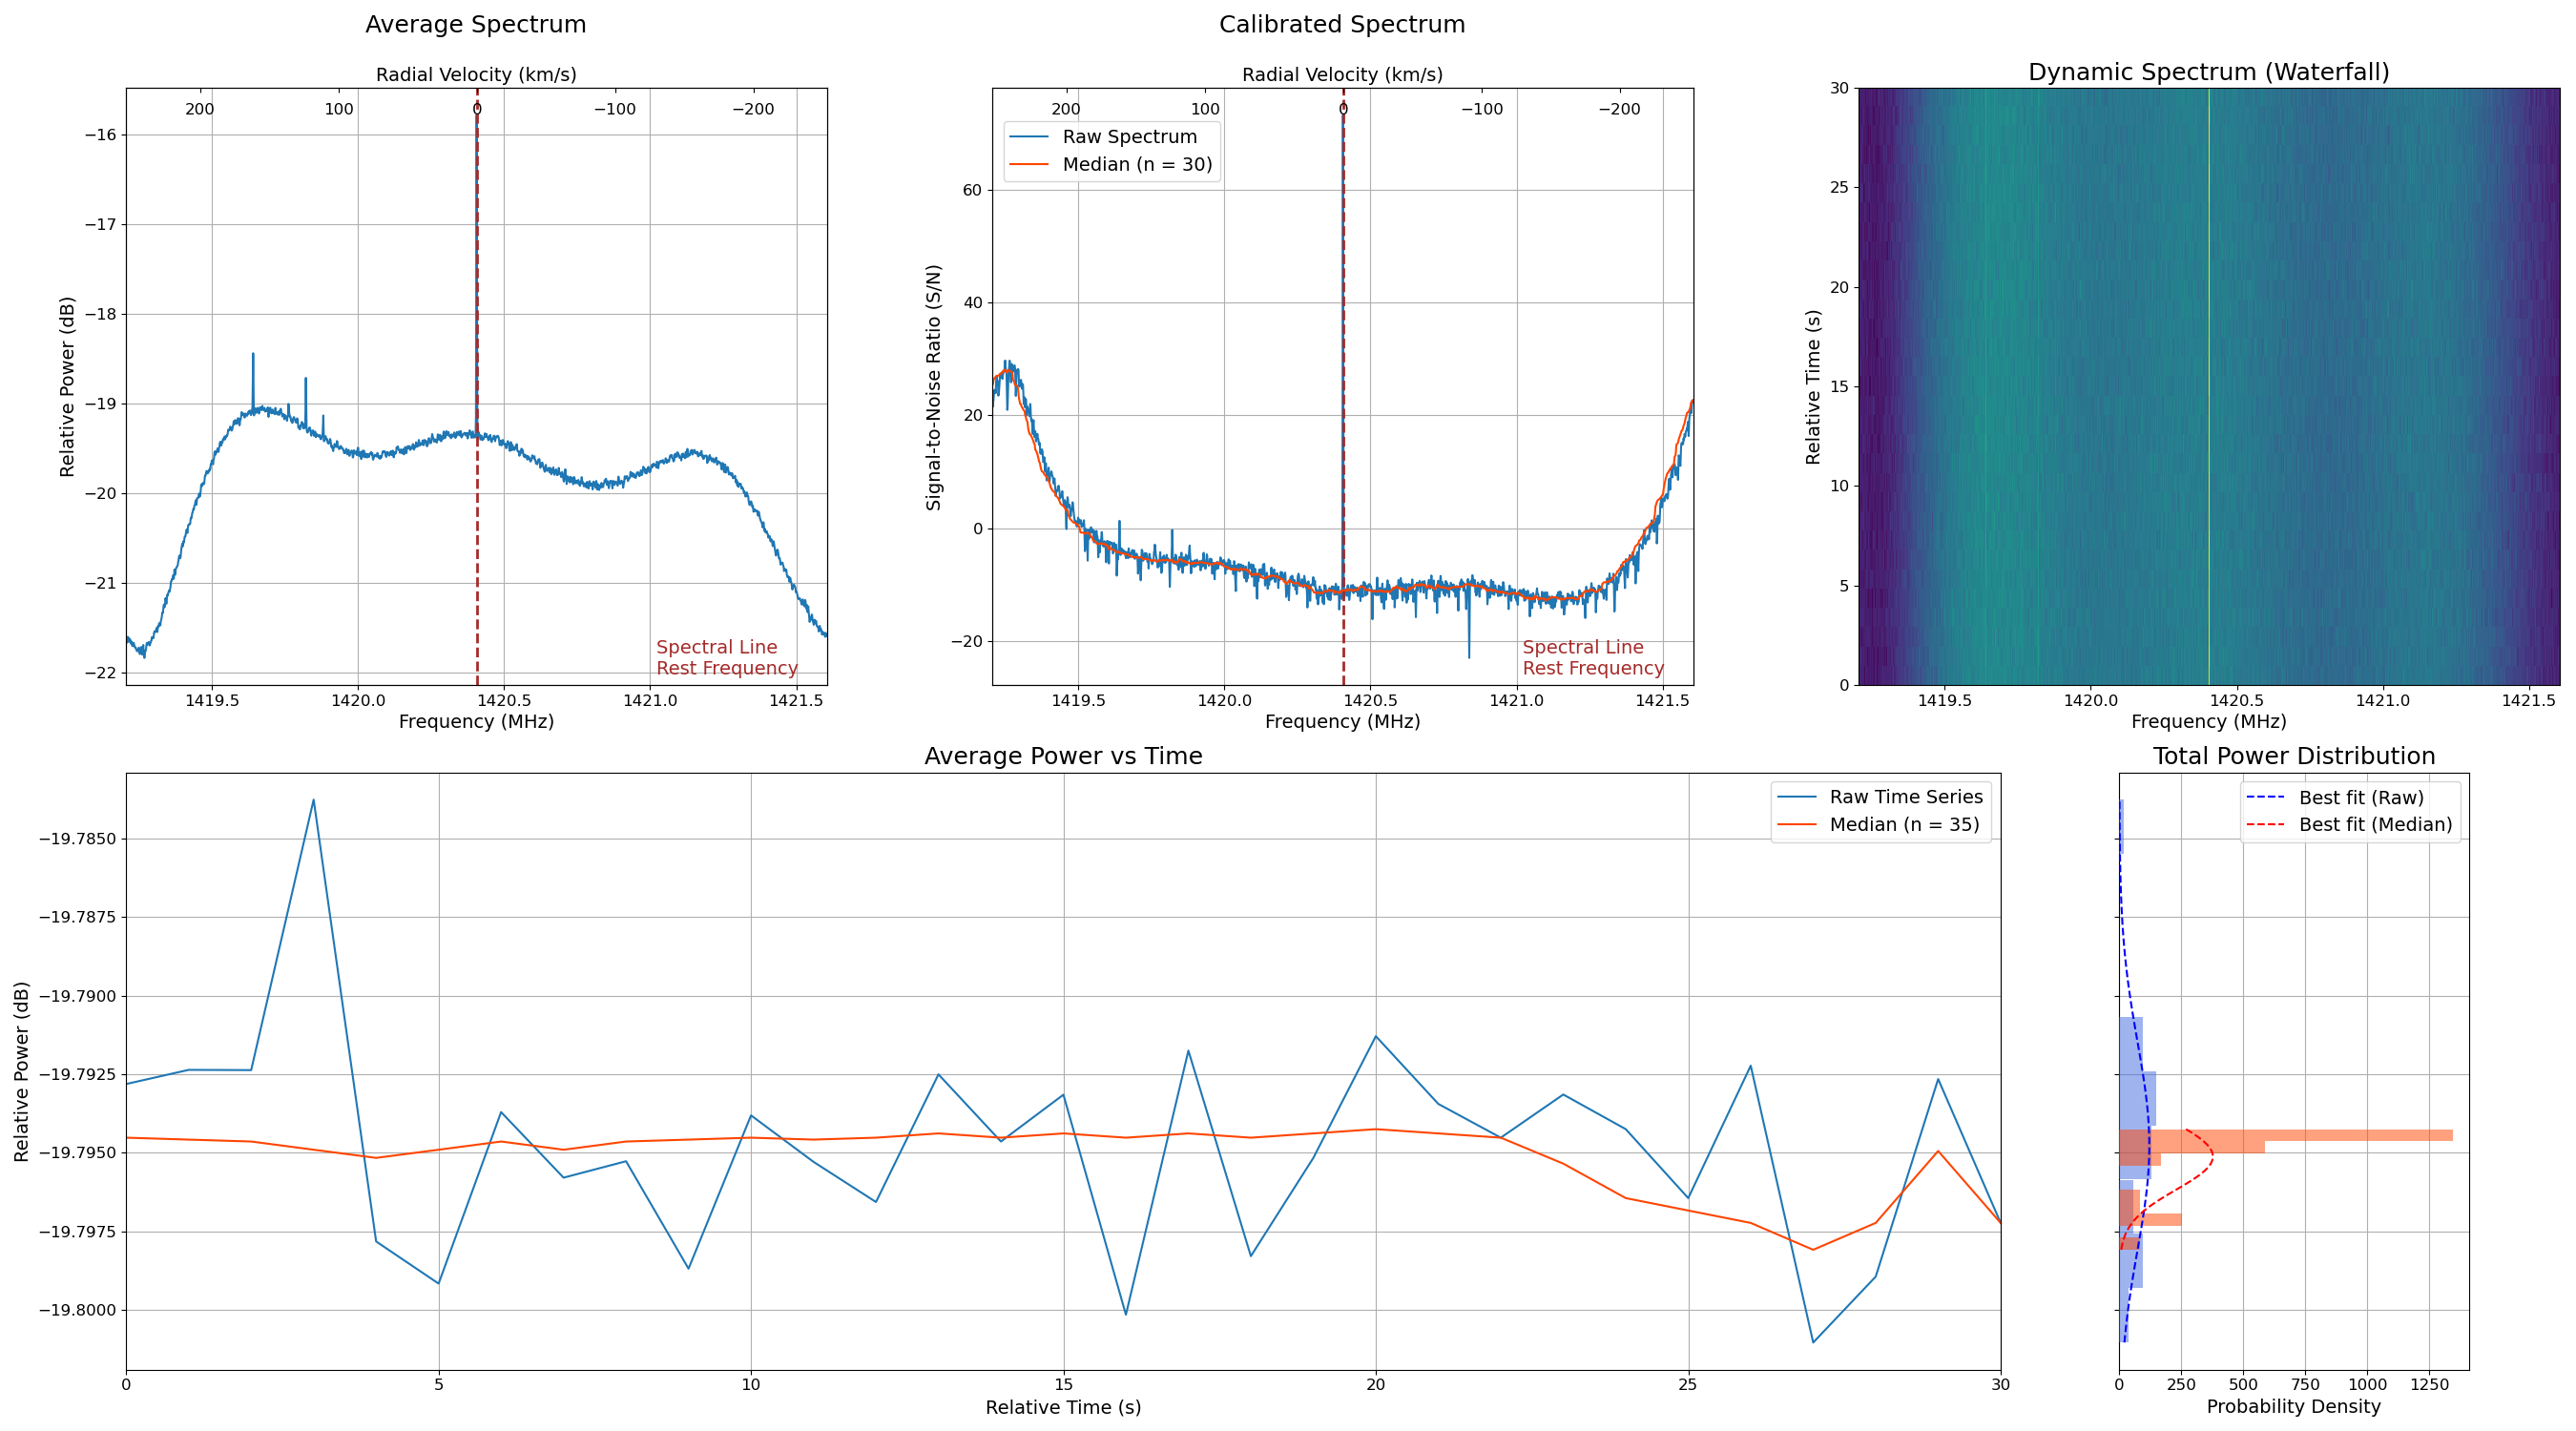 Average Spectrum
Radial Velocity (km/s)
200 100 0 −100 −200
−16
−17
−18
−19
−20
−21
−22
Relative Power (dB)
Spectral Line
Rest Frequency
1419.5 1420.0 1420.5 1421.0 1421.5
Frequency (MHz)
Calibrated Spectrum
Radial Velocity (km/s)
200 100 0 −100 −200
Raw Spectrum
Median (n = 30)
60
40
20
0
−20
Signal-to-Noise Ratio (S/N)
Spectral Line
Rest Frequency
1419.5 1420.0 1420.5 1421.0 1421.5
Frequency (MHz)
Dynamic Spectrum (Waterfall)
30
25
20
15
10
5
0
Relative Time (s)
1419.5 1420.0 1420.5 1421.0 1421.5
Frequency (MHz)
Average Power vs Time
Raw Time Series
Median (n = 35)
−19.7850
−19.7875
−19.7900
−19.7925
−19.7950
−19.7975
−19.8000
Relative Power (dB)
0 5 10 15 20 25 30
Relative Time (s)
Total Power Distribution
Best fit (Raw)
Best fit (Median)
0 250 500 750 1000 1250
Probability Density